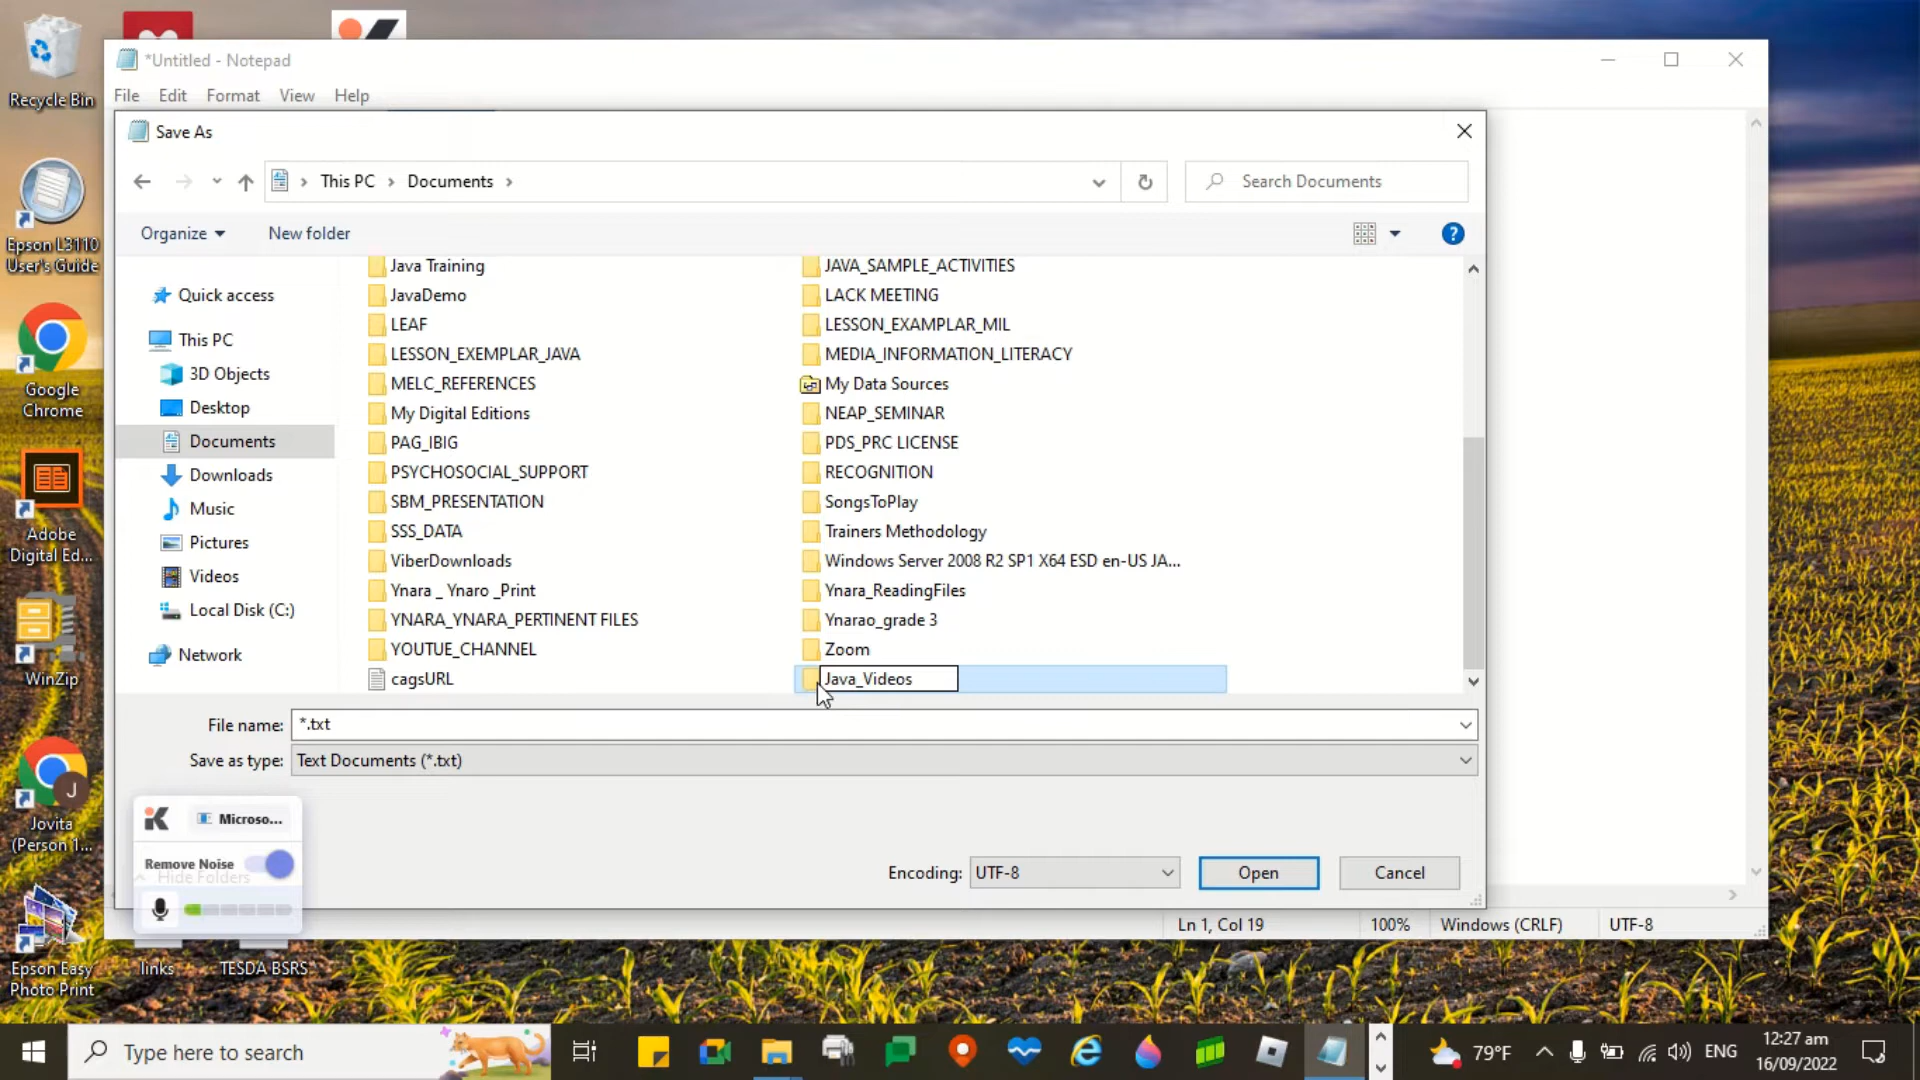 Recycle Bin
Epson L3110
User's Guide
Google
Chrome
Adobe
Digital Ed...
WinZip
J
Jovita
(Person 1...
Epson Easy
Photo Print
links
TESDA BSRS
*Untitled - Notepad
File Edit Format View Help
Save As
This PC Documents
Search Documents
Organize New folder
?
Quick access
This PC
3D Objects
Desktop
Documents
Downloads
Music
Pictures
Videos
Local Disk (C:)
Network
Java Training JAVA_SAMPLE_ACTIVITIES
JavaDemo LACK MEETING
LEAF LESSON_EXAMPLAR_MIL
LESSON_EXEMPLAR_JAVA MEDIA_INFORMATION_LITERACY
MELC_REFERENCES My Data Sources
My Digital Editions NEAP_SEMINAR
PAG_IBIG PDS_PRC LICENSE
PSYCHOSOCIAL_SUPPORT RECOGNITION
SBM_PRESENTATION SongsToPlay
SSS_DATA Trainers Methodology
ViberDownloads Windows Server 2008 R2 SP1 X64 ESD en-US JA...
Ynara _ Ynaro _Print Ynara_ReadingFiles
YNARA_YNARA_PERTINENT FILES Ynarao_grade 3
YOUTUE_CHANNEL Zoom
cagsURL Java_Videos
File name: *.txt
Save as type: Text Documents (*.txt)
Microso...
Remove Noise
Hide Folders
Encoding: UTF-8 Open Cancel
Ln 1, Col 19 100% Windows (CRLF) UTF-8
Type here to search
79°F
ENG
12:27 am
16/09/2022